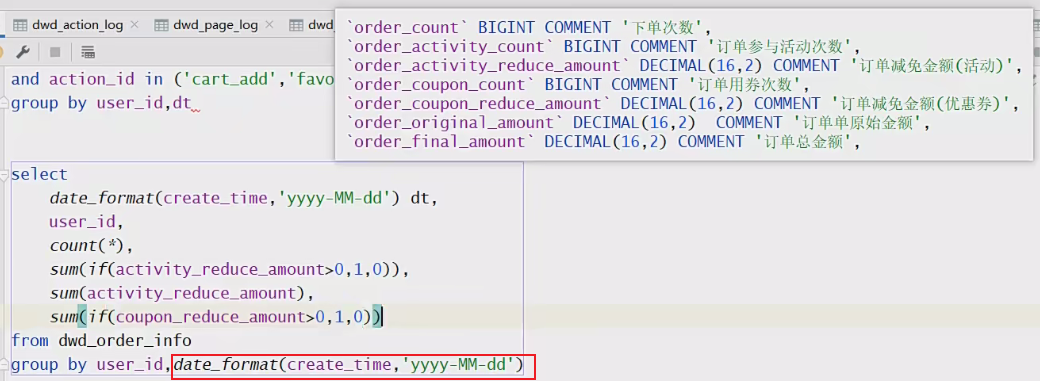 dwd_action_log
dwd_page_log
dwd_
`order_count` BIGINT COMMENT '下单次数',
`order_activity_count` BIGINT COMMENT '订单参与活动次数',
`order_activity_reduce_amount` DECIMAL(16,2) COMMENT '订单减免金额(活动)',
`order_coupon_count` BIGINT COMMENT '订单用券次数',
`order_coupon_reduce_amount` DECIMAL(16,2) COMMENT '订单减免金额(优惠券)',
`order_original_amount` DECIMAL(16,2)  COMMENT '订单单原始金额',
`order_final_amount` DECIMAL(16,2) COMMENT '订单总金额',
and action_id in ('cart_add','favo
group by user_id,dt
select
date_format(create_time,'yyyy-MM-dd') dt,
user_id,
count(*),
sum(if(activity_reduce_amount>0,1,0)),
sum(activity_reduce_amount),
sum(if(coupon_reduce_amount>0,1,0))
from dwd_order_info
group by user_id,date_format(create_time,'yyyy-MM-dd')